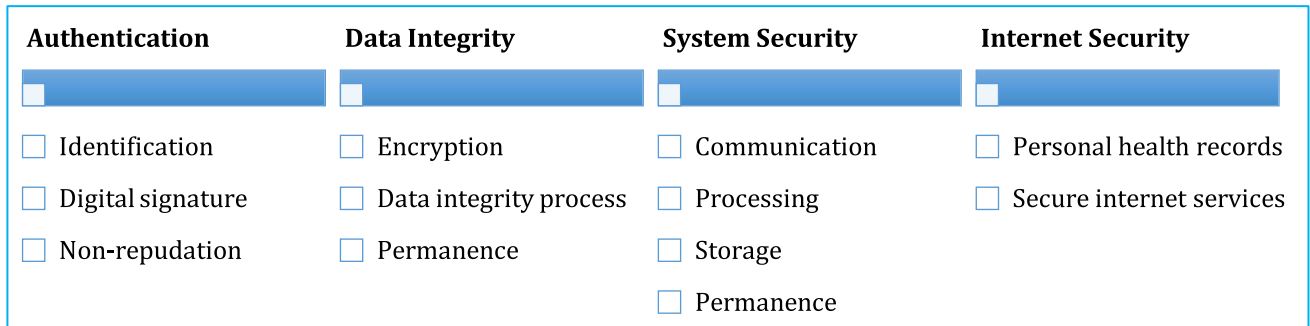 Authentication
Identification
Digital signature
Non-repudation
Data Integrity
Encryption
Data integrity process
Permanence
System Security
Communication
Processing
Storage
Permanence
Internet Security
Personal health records
Secure internet services